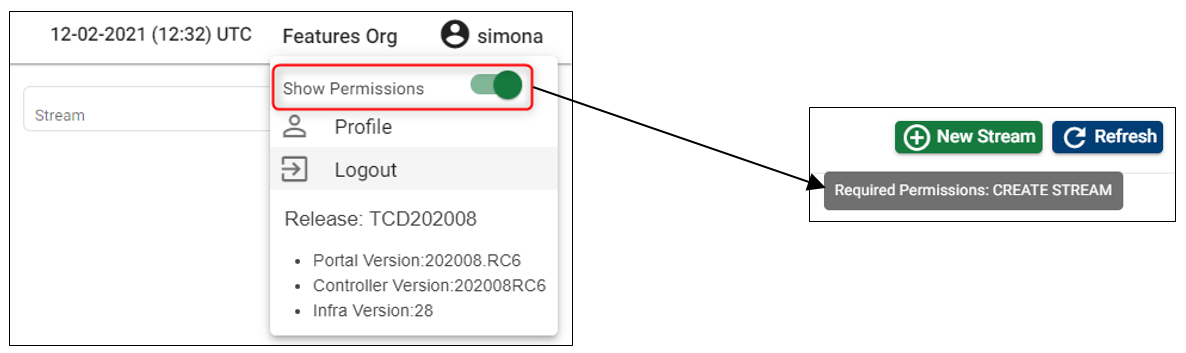 12-02-2021 (12:32) UTC Features Org simona
Show Permissions
Stream
Profile
Logout
Release: TCD202008
Portal Version:202008.RC6
Controller Version:202008RC6
Infra Version:28
New Stream Refresh
Required Permissions: CREATE STREAM